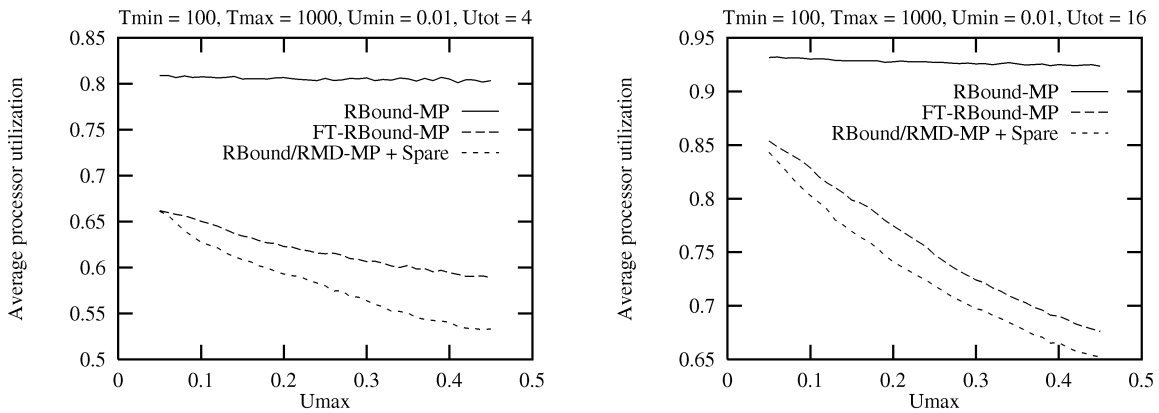 Tmin = 100, Tmax = 1000, Umin = 0.01, Utot = 4
0.85
0.8
0.75
0.7
0.65
0.6
0.55
0.5
Average processor utilization
RBound-MP
FT-RBound-MP
RBound/RMD-MP + Spare
0 0.1 0.2 0.3 0.4 0.5
Umax
Tmin = 100, Tmax = 1000, Umin = 0.01, Utot = 16
0.95
0.9
0.85
0.8
0.75
0.7
0.65
Average processor utilization
RBound-MP
FT-RBound-MP
RBound/RMD-MP + Spare
0 0.1 0.2 0.3 0.4 0.5
Umax